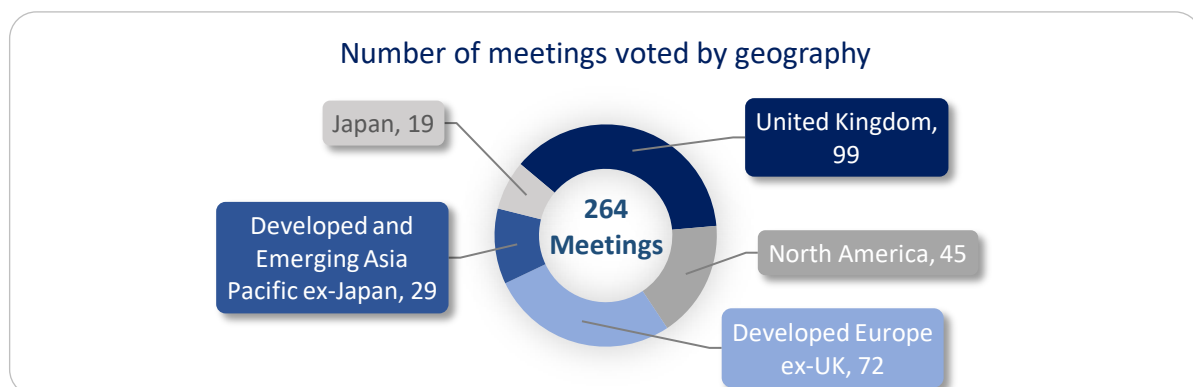 Number of meetings voted by geography
Japan, 19
United Kingdom,
99
264
Meetings
Developed and
Emerging Asia
Pacific ex-Japan, 29
North America, 45
Developed Europe
ex-UK, 72